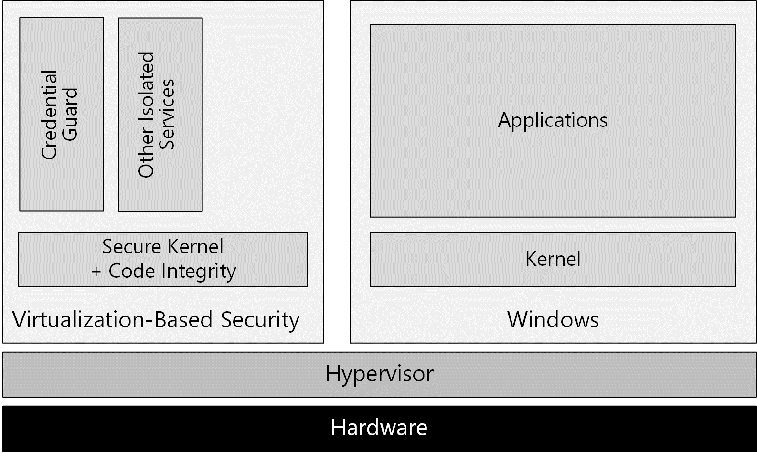 Credential
Guard
Other Isolated
Services
Secure Kernel
+ Code Integrity
Virtualization-Based Security
Applications
Kernel
Windows
Hypervisor
Hardware